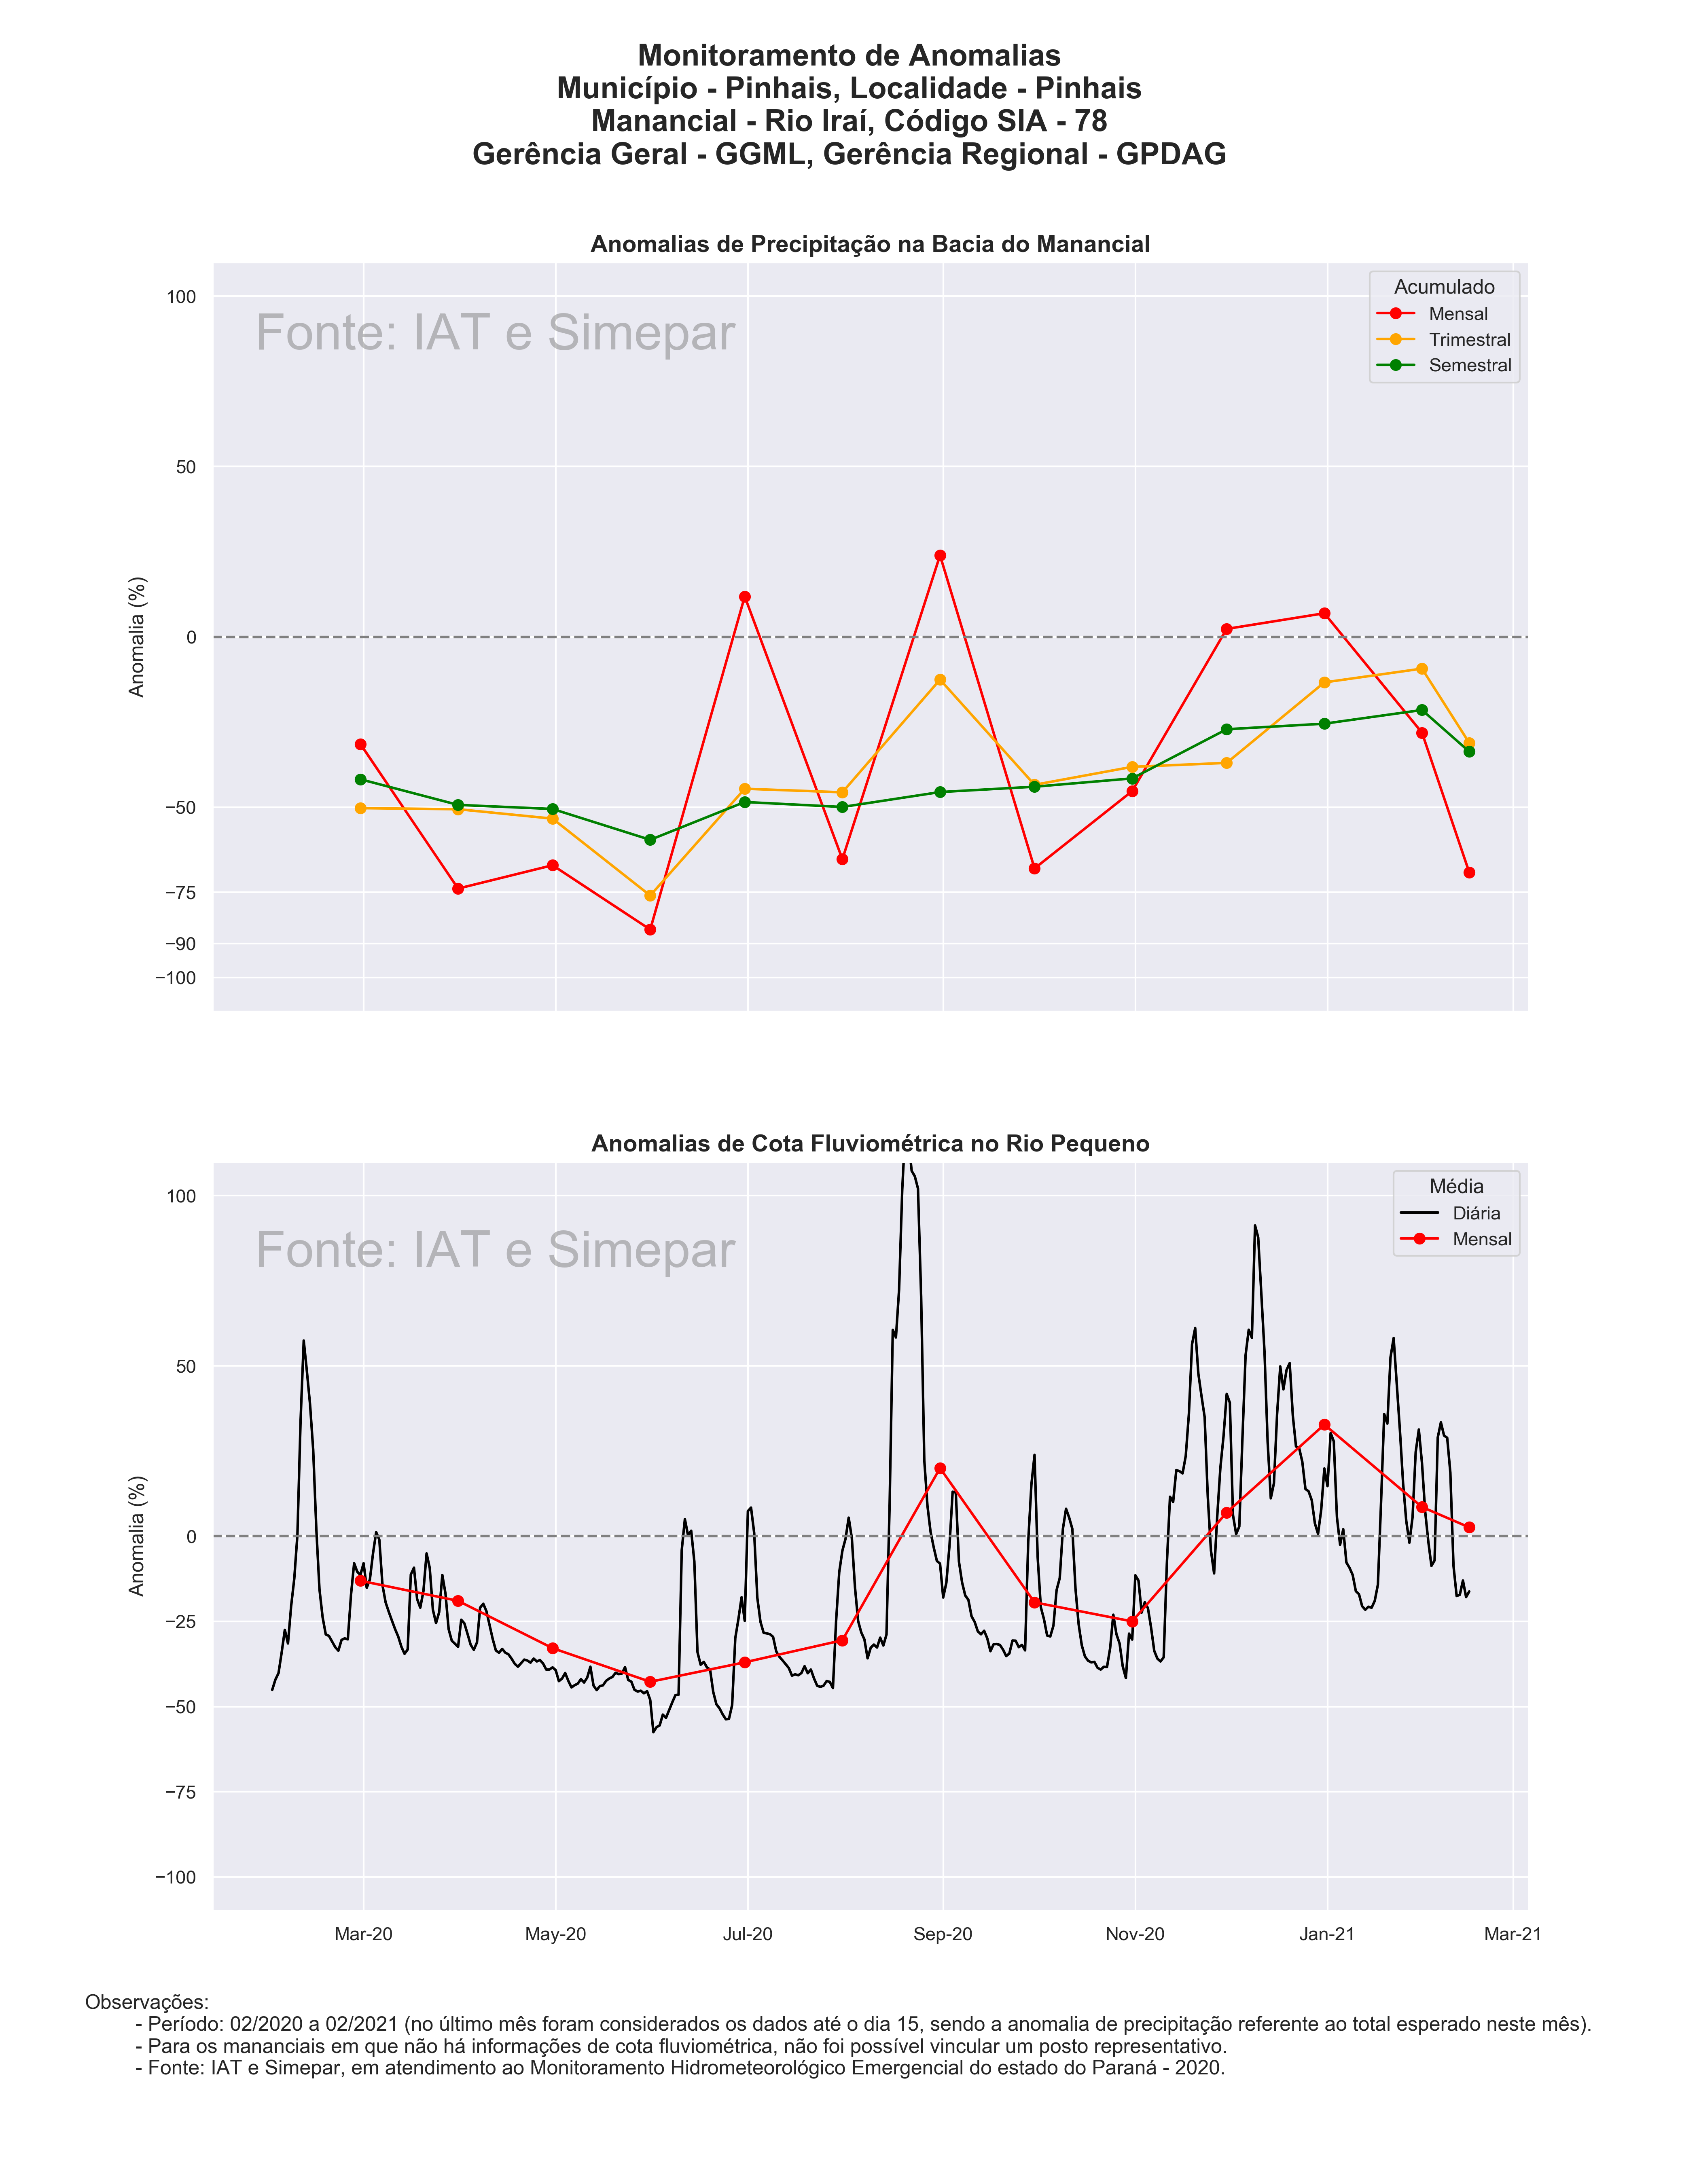 Monitoramento de Anomalias
Município - Pinhais, Localidade - Pinhais
Manancial - Rio Iraí, Código SIA - 78
Gerência Geral - GGML, Gerência Regional - GPDAG
Anomalias de Precipitação na Bacia do Manancial
Fonte: IAT e Simepar
Acumulado
Mensal
Trimestral
Semestral
Anomalia (%)
100
50
0
−50
−75
−90
−100
Anomalias de Cota Fluviométrica no Rio Pequeno
Fonte: IAT e Simepar
Média
Diária
Mensal
Anomalia (%)
100
50
0
−25
−50
−75
−100
Mar-20 May-20 Jul-20 Sep-20 Nov-20 Jan-21 Mar-21
Observações:
- Período: 02/2020 a 02/2021 (no último mês foram considerados os dados até o dia 15, sendo a anomalia de precipitação referente ao total esperado neste mês).
- Para os mananciais em que não há informações de cota fluviométrica, não foi possível vincular um posto representativo.
- Fonte: IAT e Simepar, em atendimento ao Monitoramento Hidrometeorológico Emergencial do estado do Paraná - 2020.